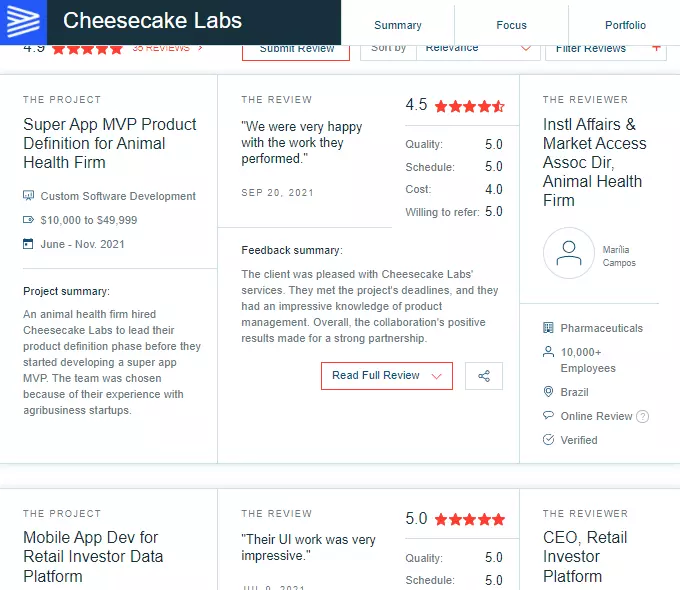 Cheesecake Labs
Summary
Focus
Portfolio
4.9
35 REVIEWS
Submit Review
Sort by
Relevance
Filter Reviews
THE PROJECT
Super App MVP Product
Definition for Animal
Health Firm
Custom Software Development
$10,000 to $49,999
June - Nov. 2021
Project summary:
An animal health firm hired
Cheesecake Labs to lead their
product definition phase before they
started developing a super app
MVP. The team was chosen
because of their experience with
agribusiness startups.
THE REVIEW
"We were very happy
with the work they
performed."
SEP 20, 2021
4.5
Quality: 5.0
Schedule: 5.0
Cost: 4.0
Willing to refer: 5.0
Feedback summary:
The client was pleased with Cheesecake Labs'
services. They met the project's deadlines, and they
had an impressive knowledge of product
management. Overall, the collaboration's positive
results made for a strong partnership.
Read Full Review
THE REVIEWER
Instl Affairs &
Market Access
Assoc Dir,
Animal Health
Firm
Marília
Campos
Pharmaceuticals
10,000+
Employees
Brazil
Online Review ?
Verified
THE PROJECT
Mobile App Dev for
Retail Investor Data
Platform
THE REVIEW
"Their UI work was very
impressive."
JUL 9, 2021
5.0
Quality: 5.0
Schedule: 5.0
THE REVIEWER
CEO, Retail
Investor
Platform